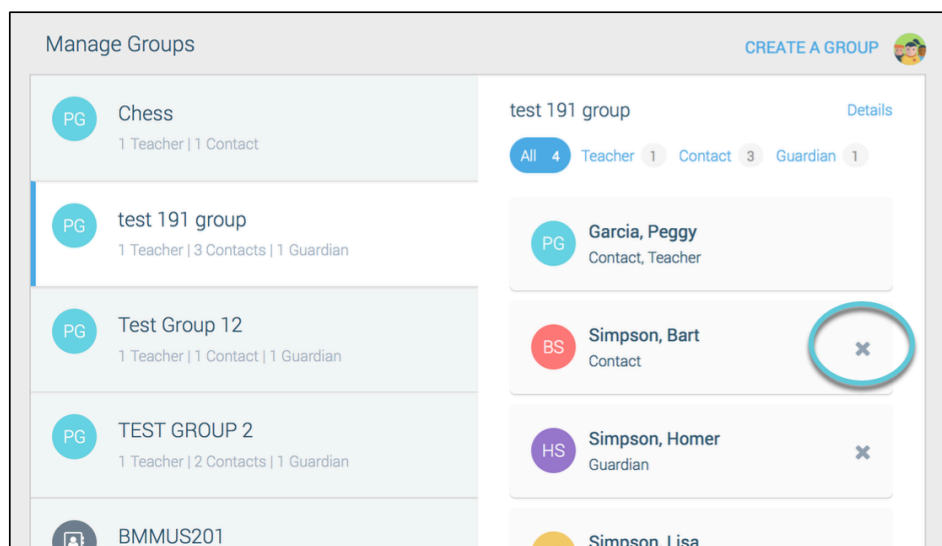 Manage Groups
CREATE A GROUP
PG
Chess
1 Teacher | 1 Contact
PG
test 191 group
1 Teacher | 3 Contacts | 1 Guardian
PG
Test Group 12
1 Teacher | 1 Contact | 1 Guardian
PG
TEST GROUP 2
1 Teacher | 2 Contacts | 1 Guardian
BMMUS201
test 191 group
Details
All 4 Teacher 1 Contact 3 Guardian 1
PG
Garcia, Peggy
Contact, Teacher
BS
Simpson, Bart
Contact
HS
Simpson, Homer
Guardian
Simpson, Lisa